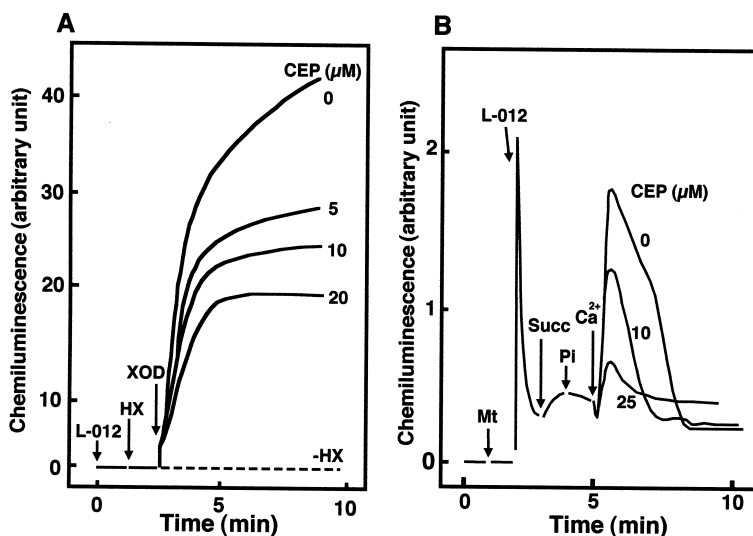 A
CEP (µM)
0
5
10
20
40
30
20
10
0
Chemiluminescence (arbitrary unit)
XOD
HX
L-012
-HX
0
5
10
Time (min)
B
L-012
2
1
0
Chemiluminescence (arbitrary unit)
CEP (µM)
0
10
25
Succ
Ca2+
Pi
Mt
0
5
10
Time (min)